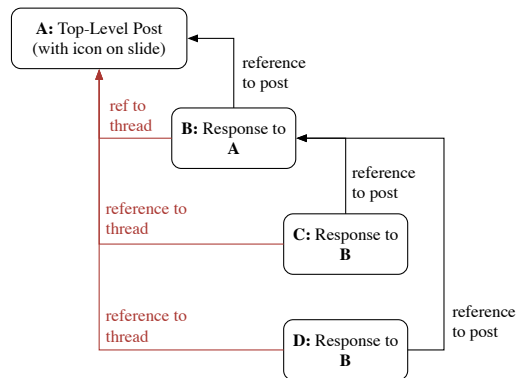 A: Top-Level Post
(with icon on slide)
reference
to post
ref to
thread
B: Response to
A
reference
to post
reference to
thread
C: Response to
B
reference
to post
reference to
thread
D: Response to
B